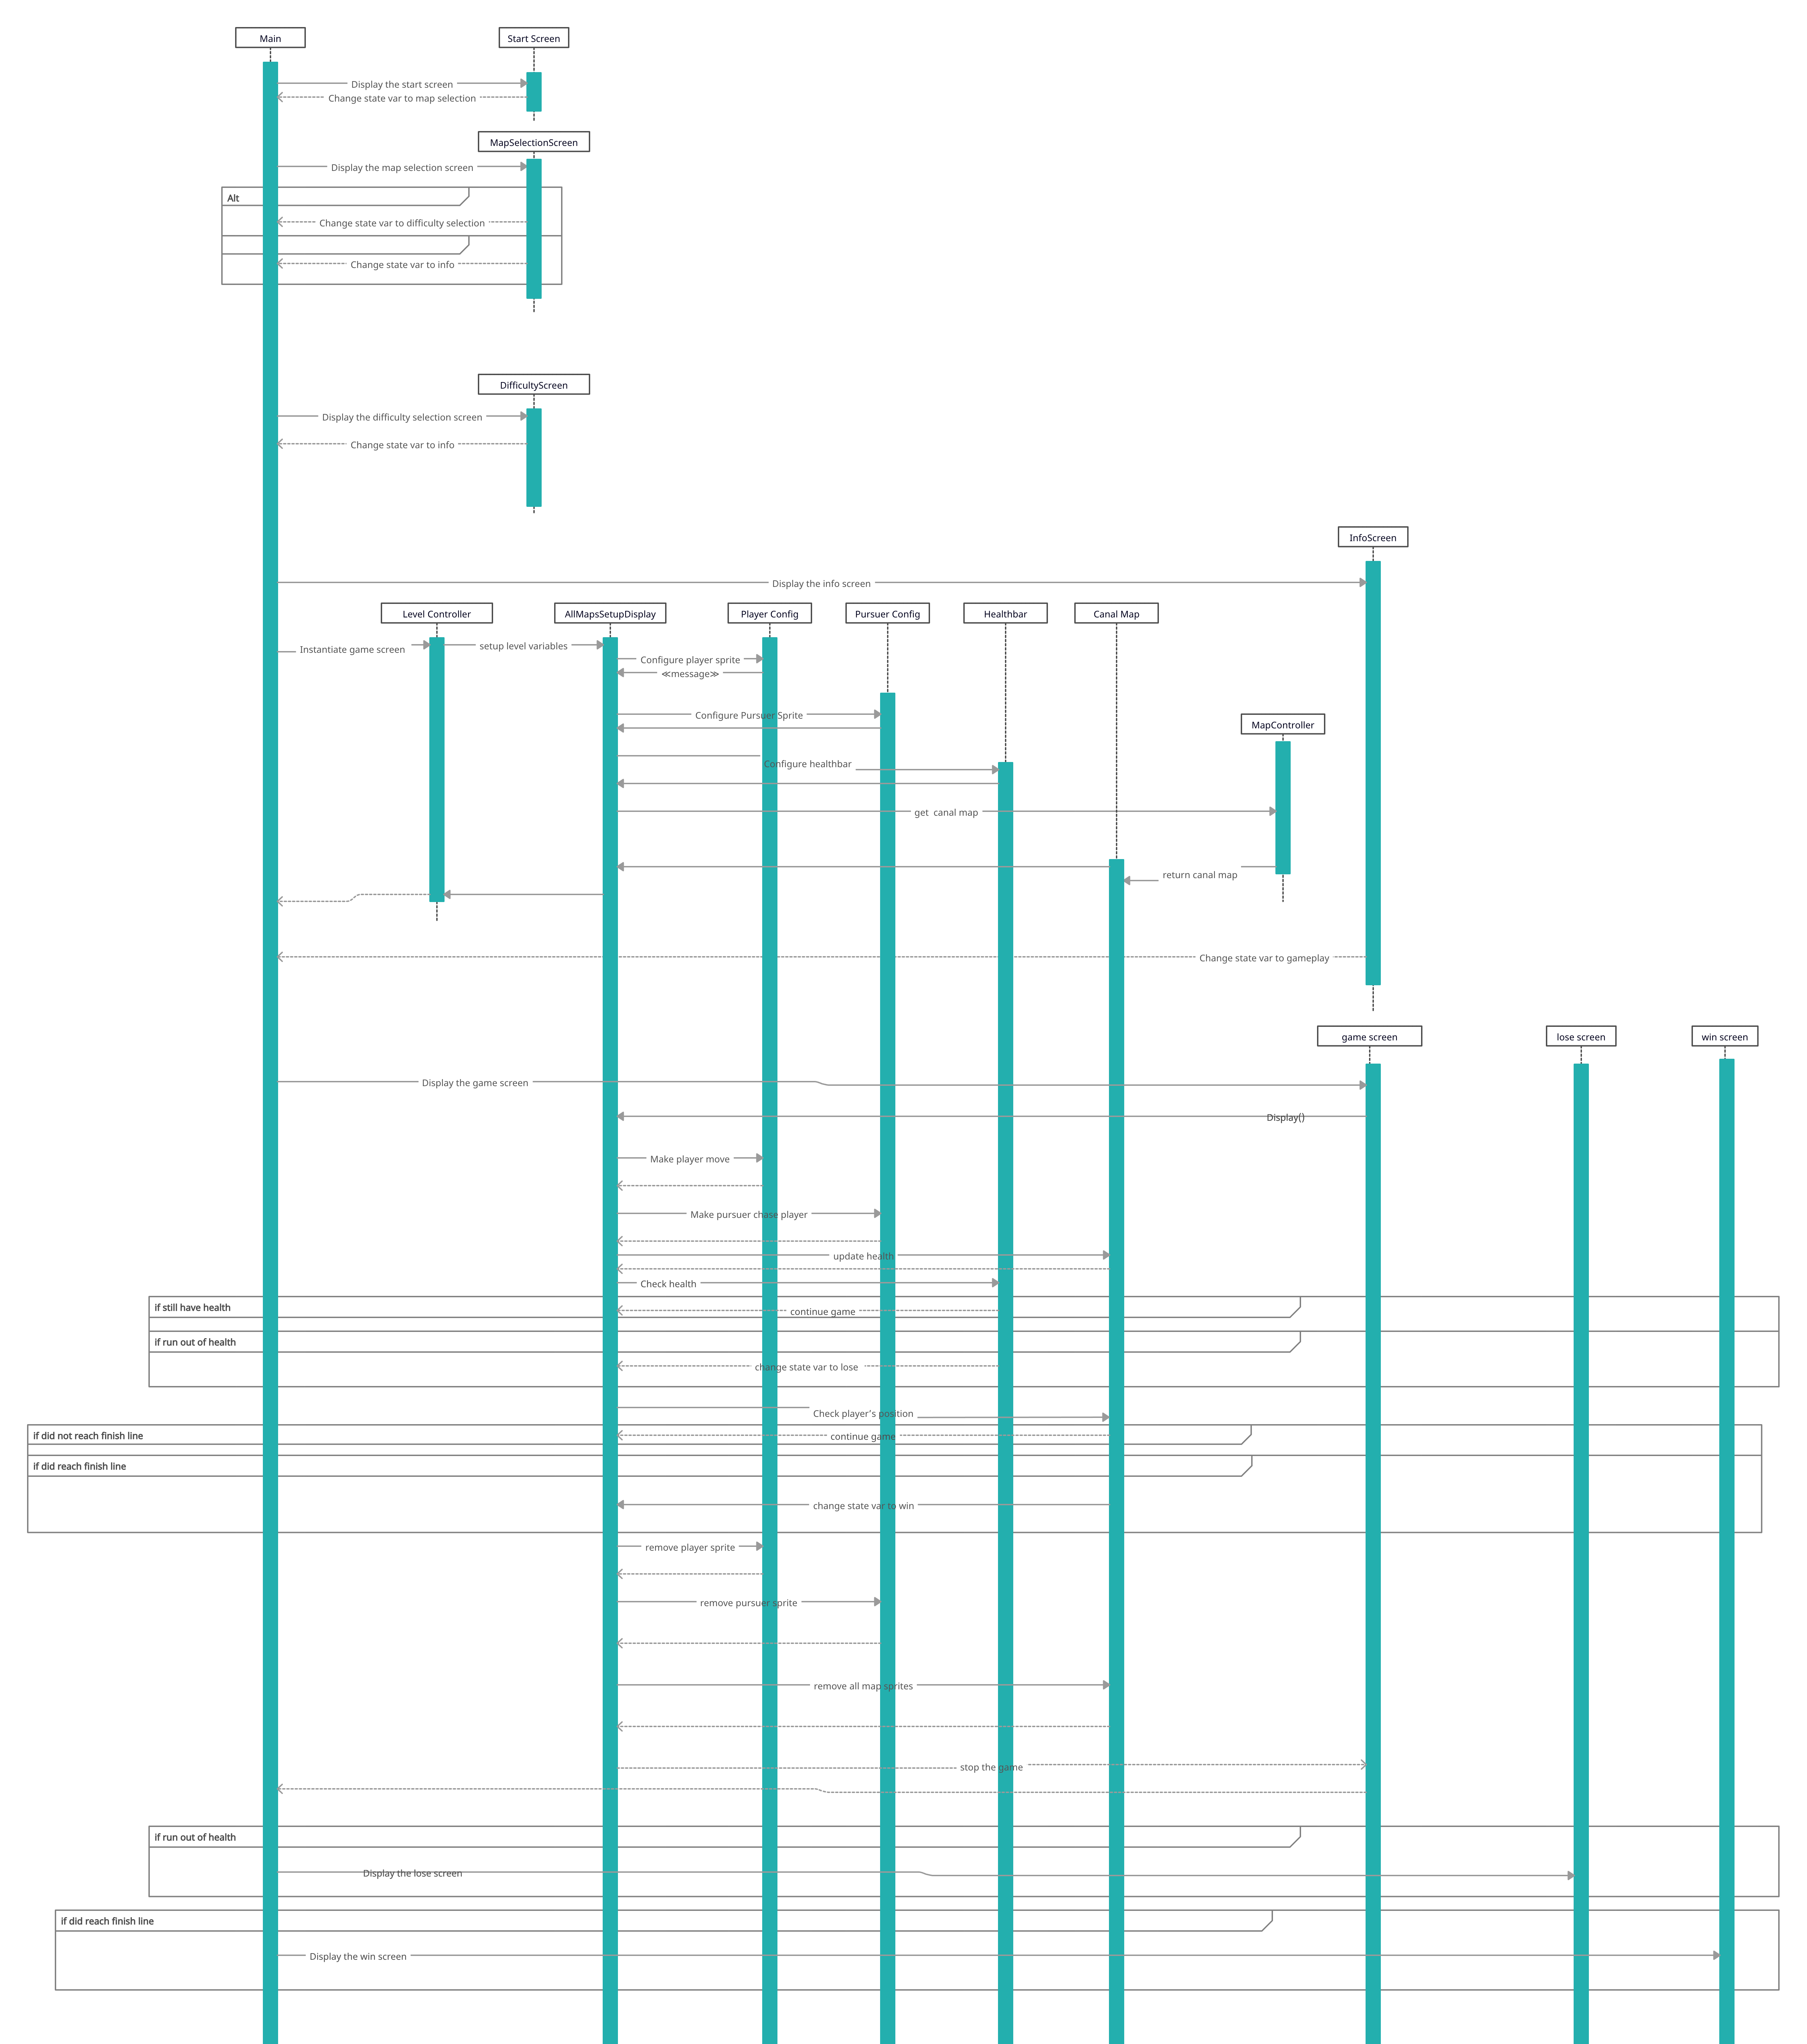 Main
Start Screen
Display the start screen
Change state var to map selection
MapSelectionScreen
Display the map selection screen
Alt
Change state var to difficulty selection
Change state var to info
DifficultyScreen
Display the difficulty selection screen
Change state var to info
InfoScreen
Display the info screen
Level Controller
AllMapsSetupDisplay
Player Config
Pursuer Config
Healthbar
Canal Map
Instantiate game screen
setup level variables
Configure player sprite
≪message≫
Configure Pursuer Sprite
MapController
Configure healthbar
get canal map
return canal map
Change state var to gameplay
game screen
lose screen
win screen
Display the game screen
Display()
Make player move
Make pursuer chase player
update health
Check health
if still have health
continue game
if run out of health
change state var to lose
Check player's position
if did not reach finish line
continue game
if did reach finish line
change state var to win
remove player sprite
remove pursuer sprite
remove all map sprites
stop the game
if run out of health
Display the lose screen
if did reach finish line
Display the win screen